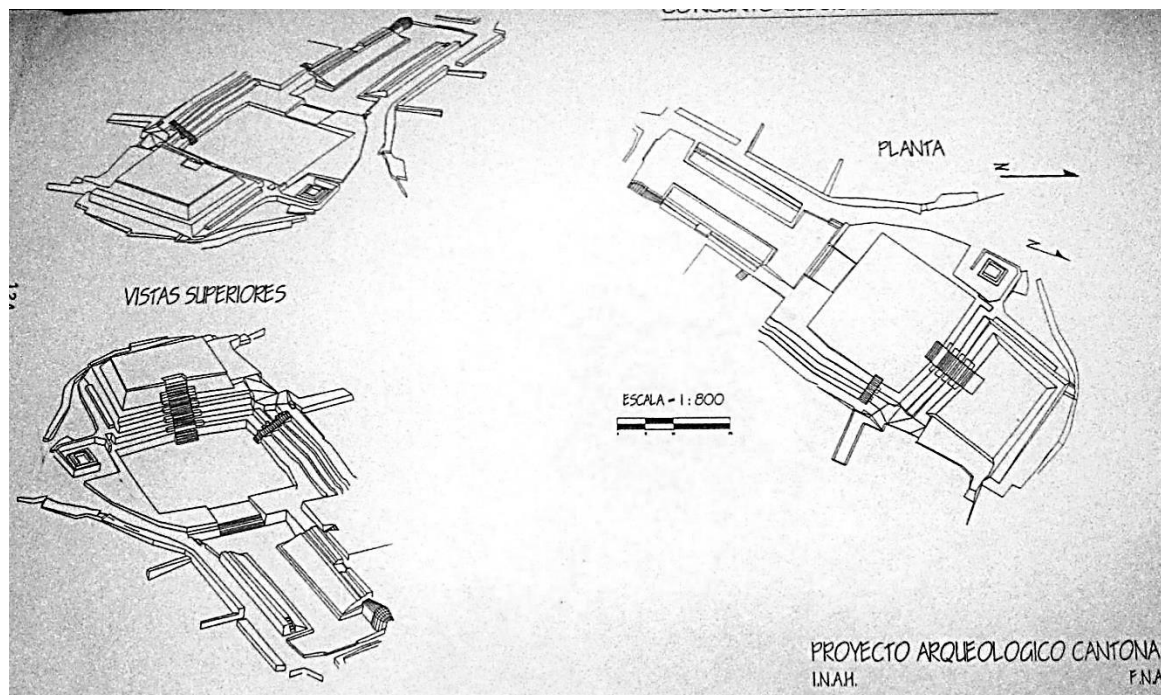 PLANTA
N
N
VISTAS SUPERIORES
ESCALA - 1:800
PROYECTO ARQUEOLOGICO CANTONA
I.N.A.H. F.N.A